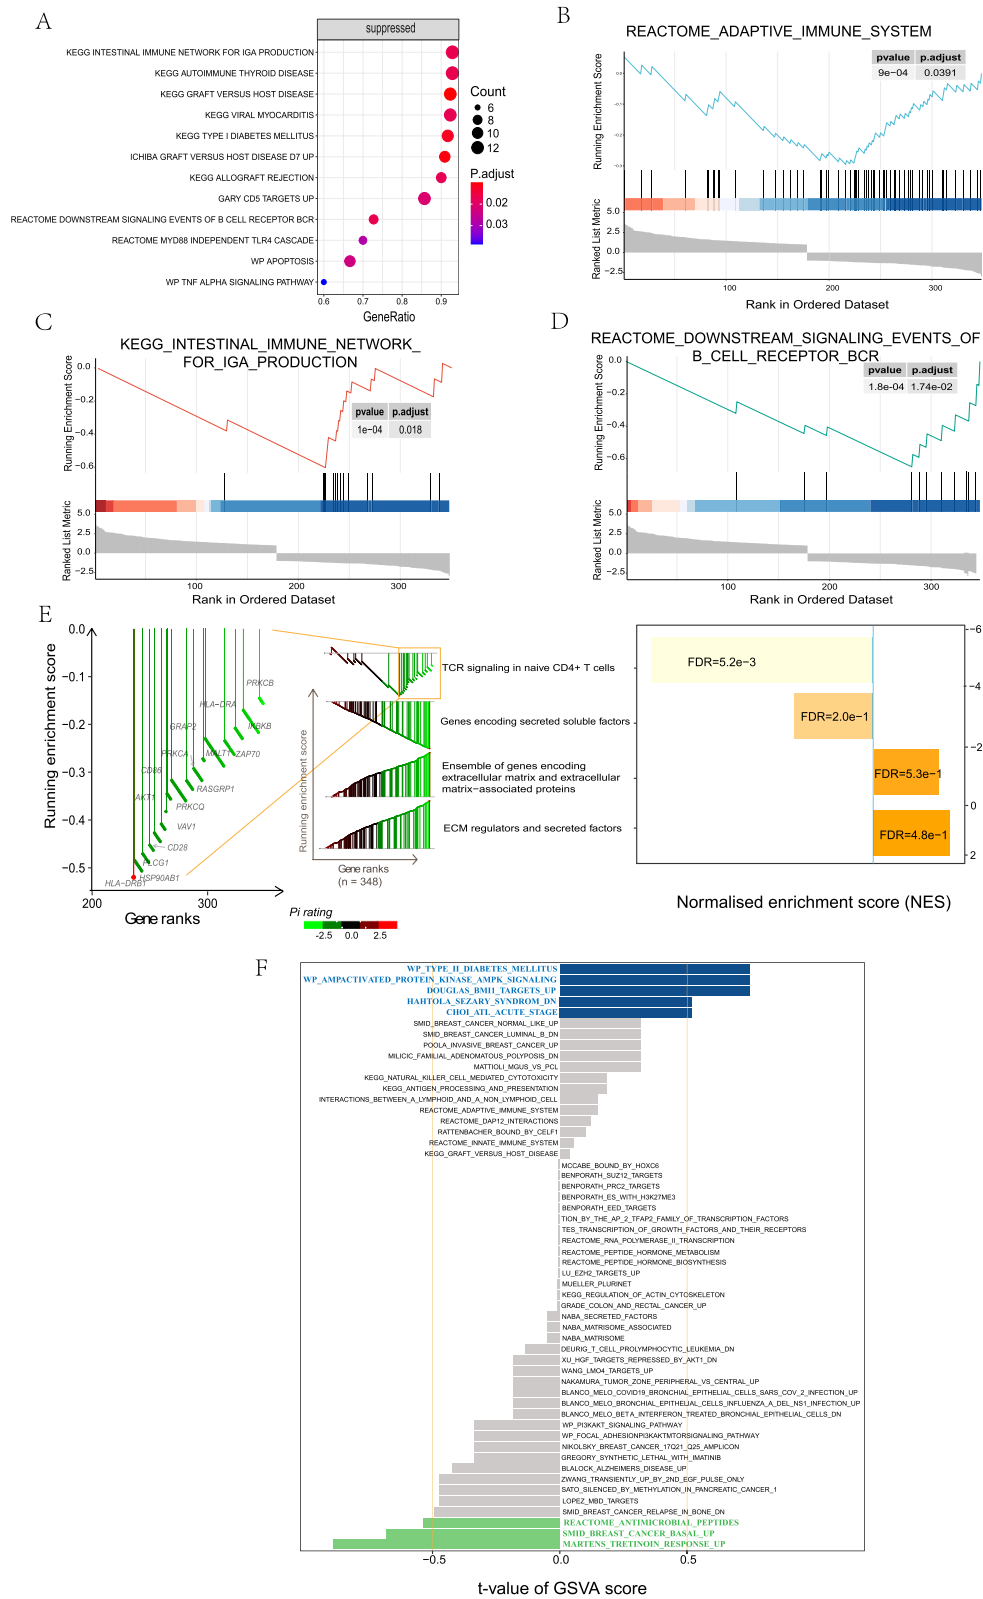 A
suppressed
KEGG INTESTINAL IMMUNE NETWORK FOR IGA PRODUCTION
KEGG AUTOIMMUNE THYROID DISEASE
KEGG GRAFT VERSUS HOST DISEASE
KEGG VIRAL MYOCARDITIS
KEGG TYPE I DIABETES MELLITUS
ICHIBA GRAFT VERSUS HOST DISEASE D7 UP
KEGG ALLOGRAFT REJECTION
GARY CD5 TARGETS UP
REACTOME DOWNSTREAM SIGNALING EVENTS OF B CELL RECEPTOR BCR
REACTOME MYD88 INDEPENDENT TLR4 CASCADE
WP APOPTOSIS
WP TNF ALPHA SIGNALING PATHWAY
0.6 0.7 0.8 0.9
GeneRatio
Count
6
8
10
12
P.adjust
0.02
0.03
B
REACTOME_ADAPTIVE_IMMUNE_SYSTEM
pvalue p.adjust
9e−04 0.0391
Running Enrichment Score
0.0
−0.1
−0.2
−0.3
Ranked List Metric
5.0
2.5
0.0
−2.5
100 200 300
Rank in Ordered Dataset
C
KEGG_INTESTINAL_IMMUNE_NETWORK_
FOR_IGA_PRODUCTION
Running Enrichment Score
0.0
−0.2
−0.4
−0.6
pvalue p.adjust
1e−04 0.018
Ranked List Metric
5.0
2.5
0.0
−2.5
100 200 300
Rank in Ordered Dataset
D
REACTOME_DOWNSTREAM_SIGNALING_EVENTS_OF
B_CELL_RECEPTOR_BCR
Running Enrichment Score
0.0
−0.2
−0.4
−0.6
pvalue p.adjust
1.8e−04 1.74e−02
Ranked List Metric
5.0
2.5
0.0
−2.5
100 200 300
Rank in Ordered Dataset
E
Running enrichment score
0.0
−0.1
−0.2
−0.3
−0.4
−0.5
PRKCB
HLA−DRA
IKBKB
GRAP2
PRKCA
MALT1
ZAP70
CD86
RASGRP1
AKT1
PRKCQ
VAV1
CD28
PLCG1
HSP90AB1
HLA−DRB1
200 300
Gene ranks
Running enrichment score
TCR signaling in naive CD4+ T cells
Genes encoding secreted soluble factors
Ensemble of genes encoding
extracellular matrix and extracellular
matrix−associated proteins
ECM regulators and secreted factors
Gene ranks
(n = 348)
Pi rating
-2.5 0.0 2.5
FDR=5.2e−3
FDR=2.0e−1
FDR=5.3e−1
FDR=4.8e−1
−6
−4
−2
0
2
Normalised enrichment score (NES)
F
WP_TYPE_II_DIABETES_MELLITUS
WP_AMPACTIVATED_PROTEIN_KINASE_AMPK_SIGNALING
DOUGLAS_BMI1_TARGETS_UP
HAHTOLA_SEZARY_SYNDROM_DN
CHOI_ATL_ACUTE_STAGE
SMID_BREAST_CANCER_NORMAL_LIKE_UP
SMID_BREAST_CANCER_LUMINAL_B_DN
POOLA_INVASIVE_BREAST_CANCER_UP
MILICIC_FAMILIAL_ADENOMATOUS_POLYPOSIS_DN
MATTIOLI_MGUS_VS_PCL
KEGG_NATURAL_KILLER_CELL_MEDIATED_CYTOTOXICITY
KEGG_ANTIGEN_PROCESSING_AND_PRESENTATION
INTERACTIONS_BETWEEN_A_LYMPHOID_AND_A_NON_LYMPHOID_CELL
REACTOME_ADAPTIVE_IMMUNE_SYSTEM
REACTOME_DAP12_INTERACTIONS
RATTENBACHER_BOUND_BY_CELF1
REACTOME_INNATE_IMMUNE_SYSTEM
KEGG_GRAFT_VERSUS_HOST_DISEASE
MCCABE_BOUND_BY_HOXC6
BENPORATH_SUZ12_TARGETS
BENPORATH_PRC2_TARGETS
BENPORATH_ES_WITH_H3K27ME3
BENPORATH_EED_TARGETS
TION_BY_THE_AP_2_TFAP2_FAMILY_OF_TRANSCRIPTION_FACTORS
TES_TRANSCRIPTION_OF_GROWTH_FACTORS_AND_THEIR_RECEPTORS
REACTOME_RNA_POLYMERASE_II_TRANSCRIPTION
REACTOME_PEPTIDE_HORMONE_METABOLISM
REACTOME_PEPTIDE_HORMONE_BIOSYNTHESIS
LU_EZH2_TARGETS_UP
MUELLER_PLURINET
KEGG_REGULATION_OF_ACTIN_CYTOSKELETON
GRADE_COLON_AND_RECTAL_CANCER_UP
NABA_SECRETED_FACTORS
NABA_MATRISOME_ASSOCIATED
NABA_MATRISOME
DEURIG_T_CELL_PROLYMPHOCYTIC_LEUKEMIA_DN
XU_HGF_TARGETS_REPRESSED_BY_AKT1_DN
WANG_LMO4_TARGETS_UP
NAKAMURA_TUMOR_ZONE_PERIPHERAL_VS_CENTRAL_UP
BLANCO_MELO_COVID19_BRONCHIAL_EPITHELIAL_CELLS_SARS_COV_2_INFECTION_UP
BLANCO_MELO_BRONCHIAL_EPITHELIAL_CELLS_INFLUENZA_A_DEL_NS1_INFECTION_UP
BLANCO_MELO_BETA_INTERFERON_TREATED_BRONCHIAL_EPITHELIAL_CELLS_DN
WP_PI3KAKT_SIGNALING_PATHWAY
WP_FOCAL_ADHESIONPI3KAKTMTORSIGNALING_PATHWAY
NIKOLSKY_BREAST_CANCER_17Q21_Q25_AMPLICON
GREGORY_SYNTHETIC_LETHAL_WITH_IMATINIB
BLALOCK_ALZHEIMERS_DISEASE_UP
ZWANG_TRANSIENTLY_UP_BY_2ND_EGF_PULSE_ONLY
SATO_SILENCED_BY_METHYLATION_IN_PANCREATIC_CANCER_1
LOPEZ_MBD_TARGETS
SMID_BREAST_CANCER_RELAPSE_IN_BONE_DN
REACTOME_ANTIMICROBIAL_PEPTIDES
SMID_BREAST_CANCER_BASAL_UP
MARTENS_TRETINOIN_RESPONSE_UP
−0.5 0.0 0.5
t-value of GSVA score